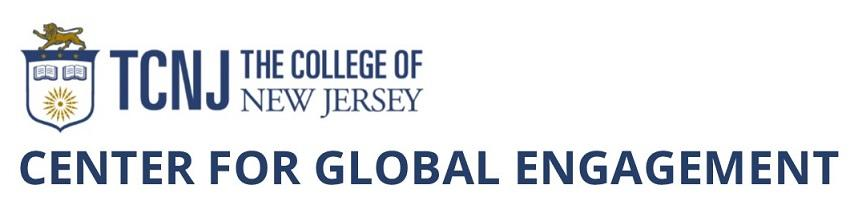 TCNJ THE COLLEGE OF
NEW JERSEY
CENTER FOR GLOBAL ENGAGEMENT